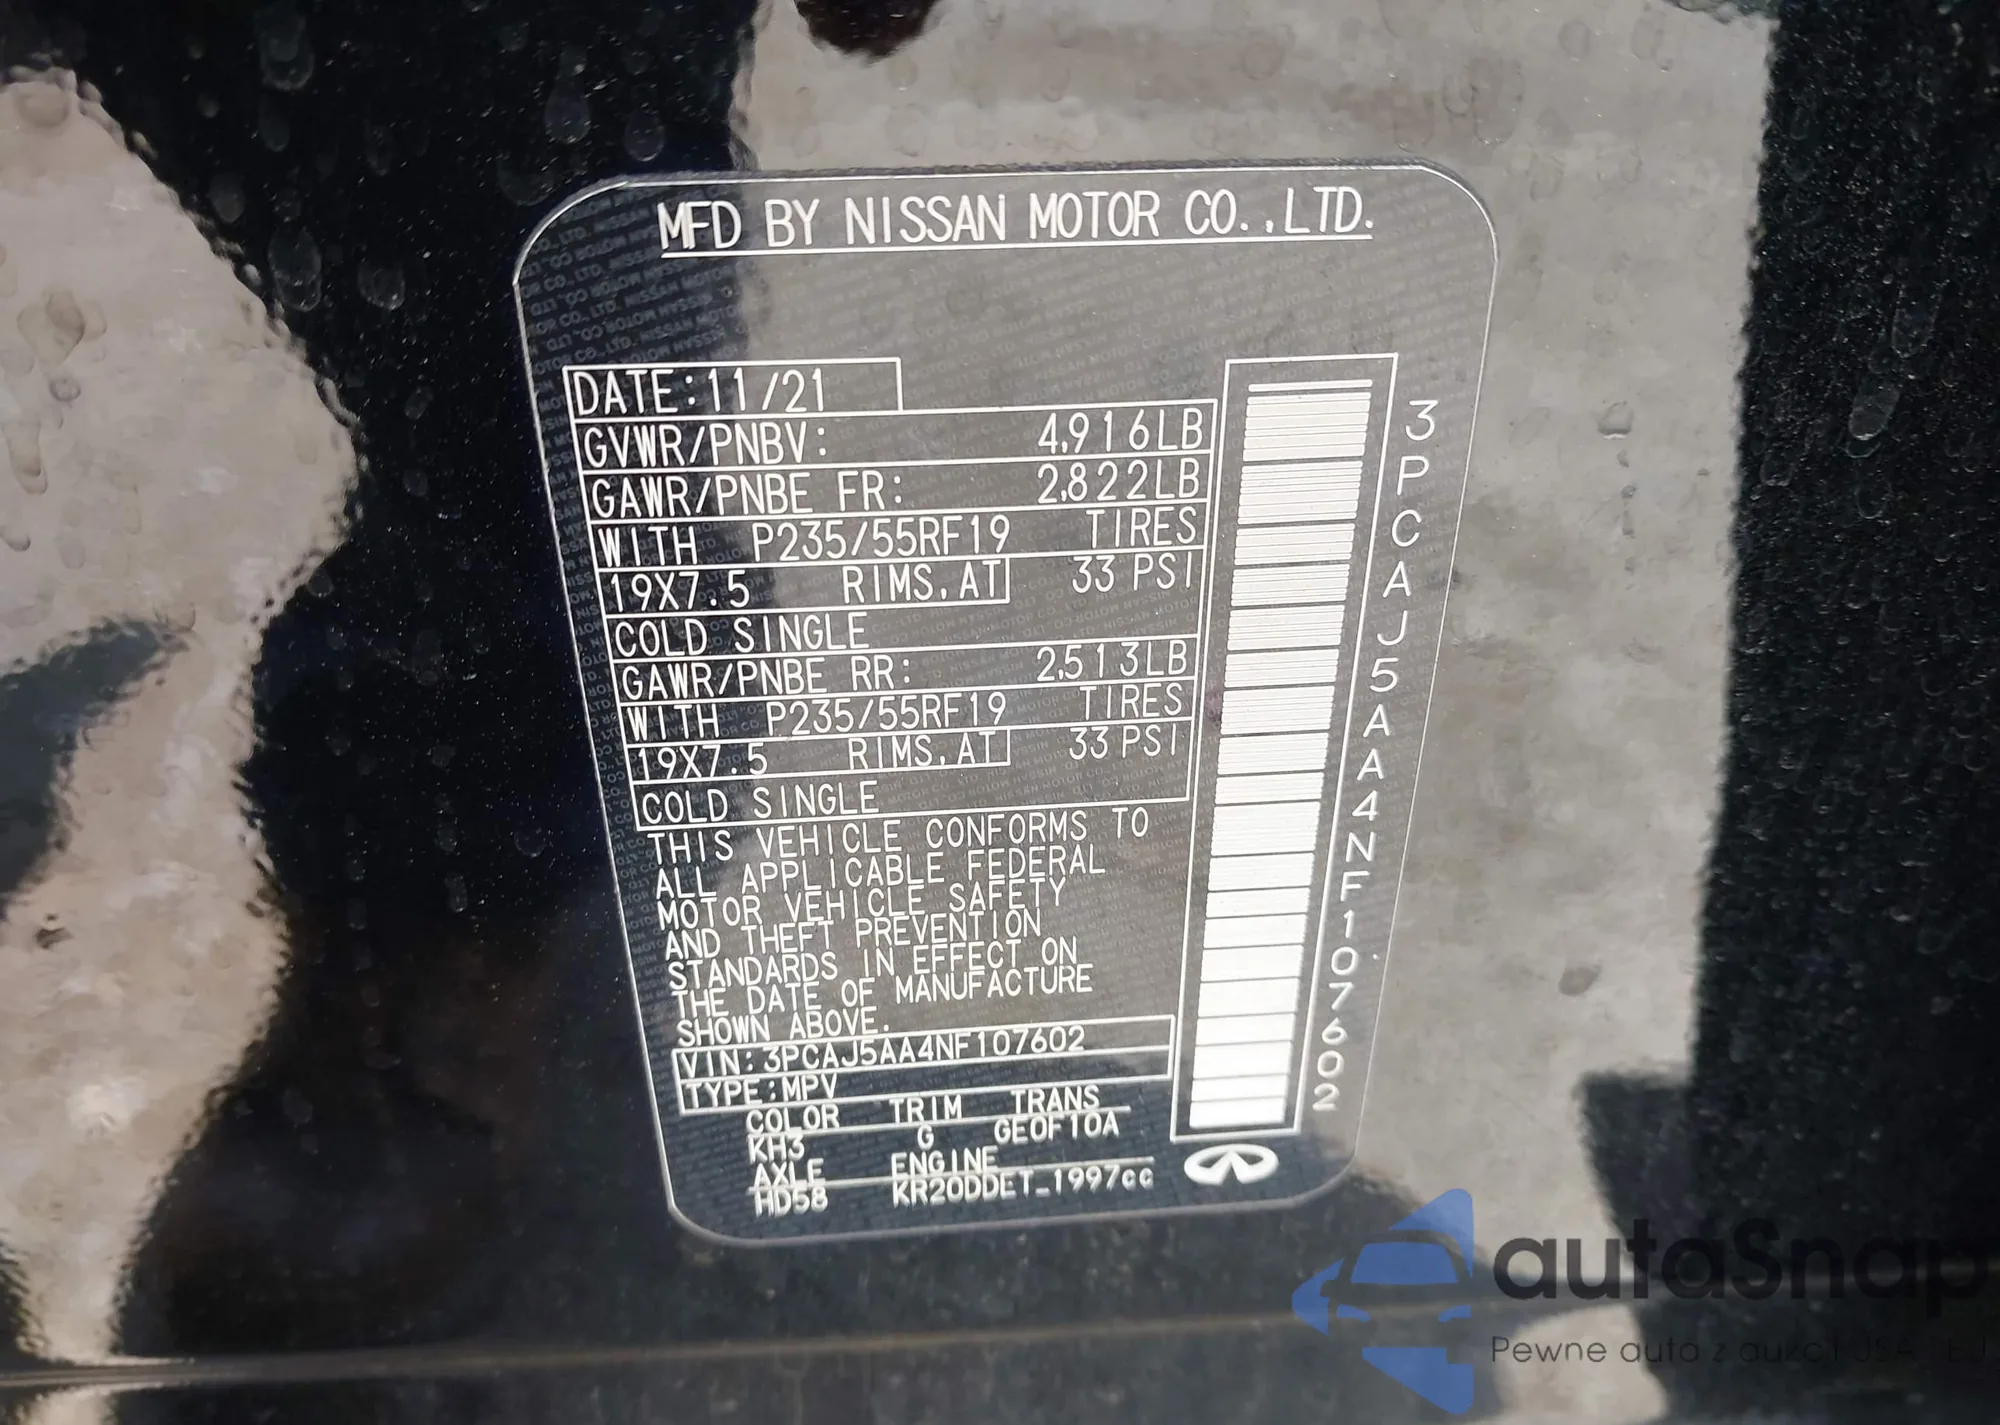 MFD BY NISSAN MOTOR CO.,LTD.
DATE:11/21
GVWR/PNBV: 4,916LB
GAWR/PNBE FR: 2,822LB
WITH P235/55RF19 TIRES
19X7.5 RIMS,AT 33 PSI
COLD SINGLE
GAWR/PNBE RR: 2,513LB
WITH P235/55RF19 TIRES
19X7.5 RIMS,AT 33 PSI
COLD SINGLE
THIS VEHICLE CONFORMS TO
ALL APPLICABLE FEDERAL
MOTOR VEHICLE SAFETY
AND THEFT PREVENTION
STANDARDS IN EFFECT ON
THE DATE OF MANUFACTURE
SHOWN ABOVE.
VIN:3PCAJ5AA4NF107602
TYPE:MPV
COLOR TRIM TRANS
KH3 G GE0F10A
AXLE ENGINE
HD58 KR20DDET_1997cc
3PCAJ5AA4NF107602
autaSnap
Pewne auta z aukcji USA